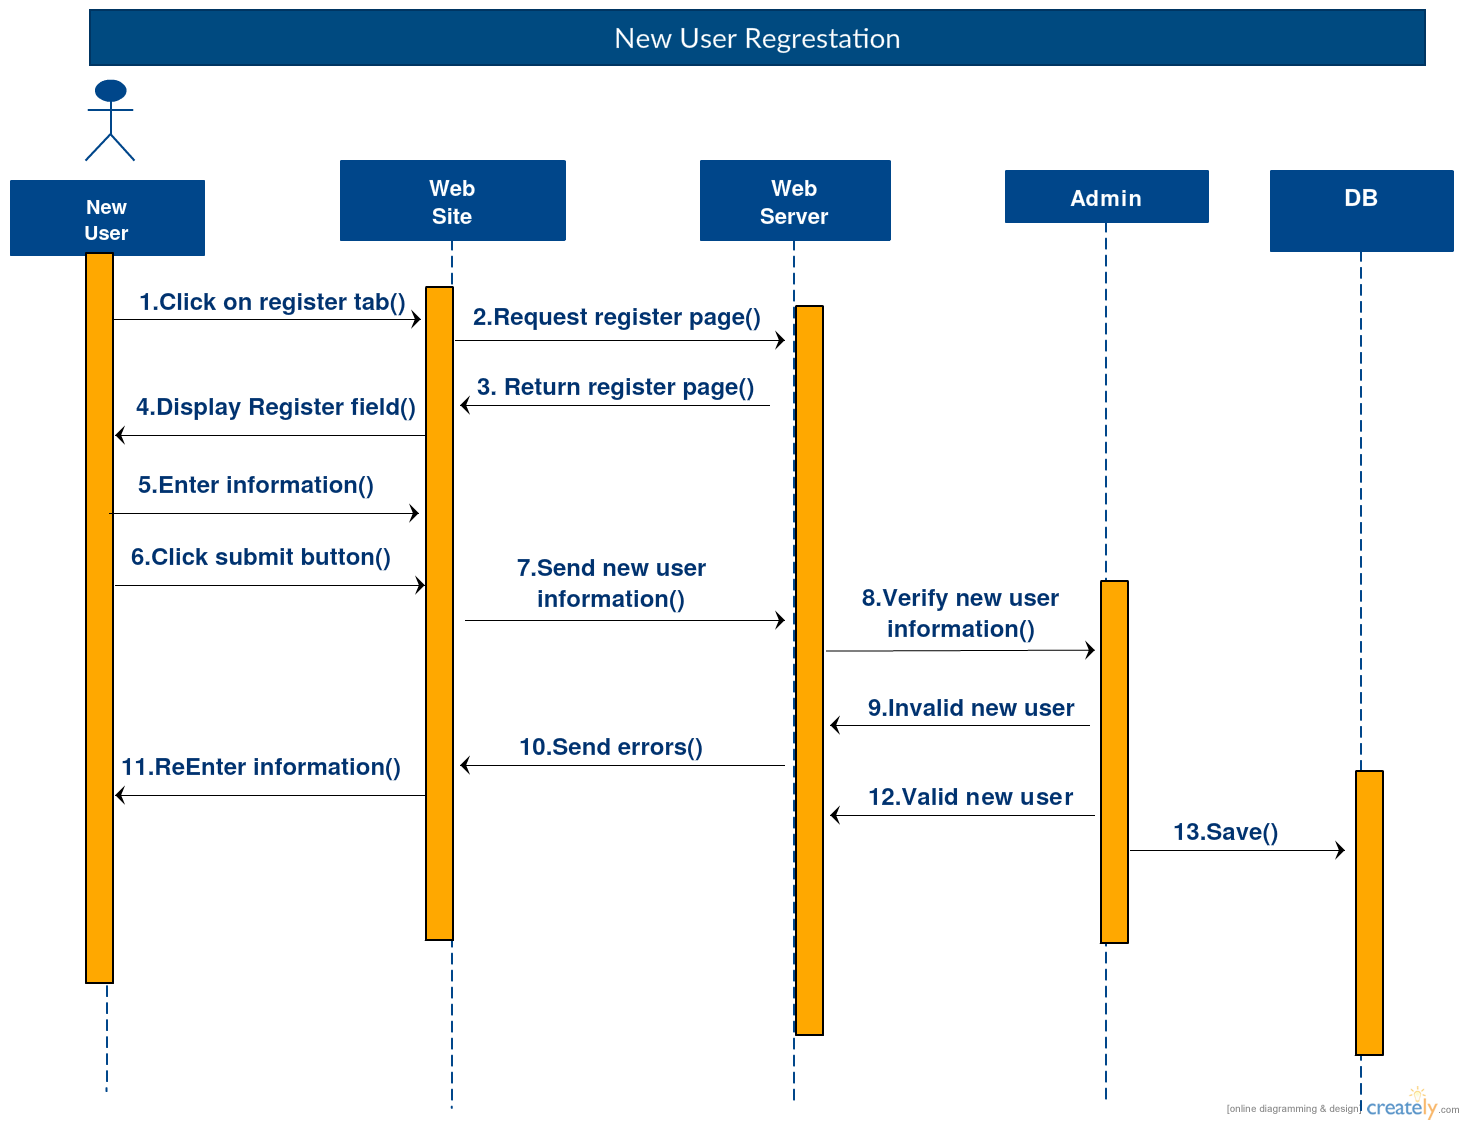 New User Regrestation
New
User
Web
Site
Web
Server
Admin
DB
1.Click on register tab()
2.Request register page()
3. Return register page()
4.Display Register field()
5.Enter information()
6.Click submit button()
7.Send new user
information()
8.Verify new user
information()
9.Invalid new user
10.Send errors()
11.ReEnter information()
12.Valid new user
13.Save()
[online diagramming & design] creately.com